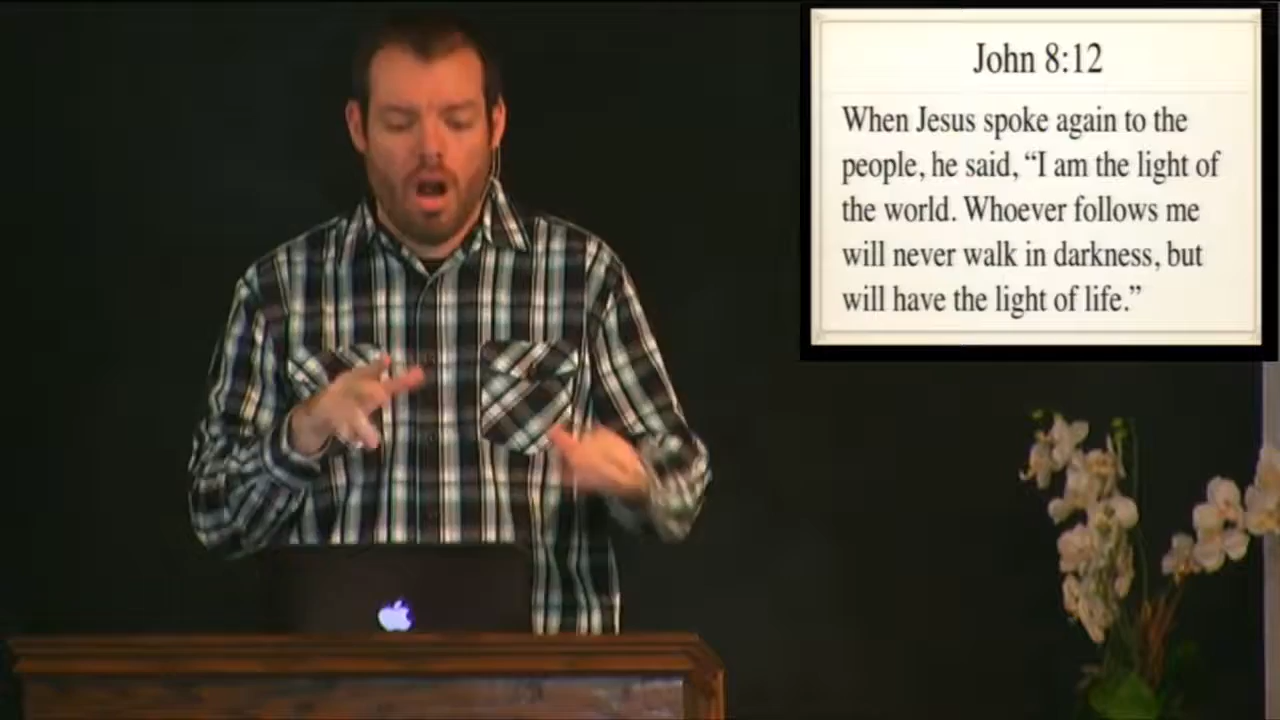 John 8:12
When Jesus spoke again to the
people, he said, “I am the light of
the world. Whoever follows me
will never walk in darkness, but
will have the light of life.”